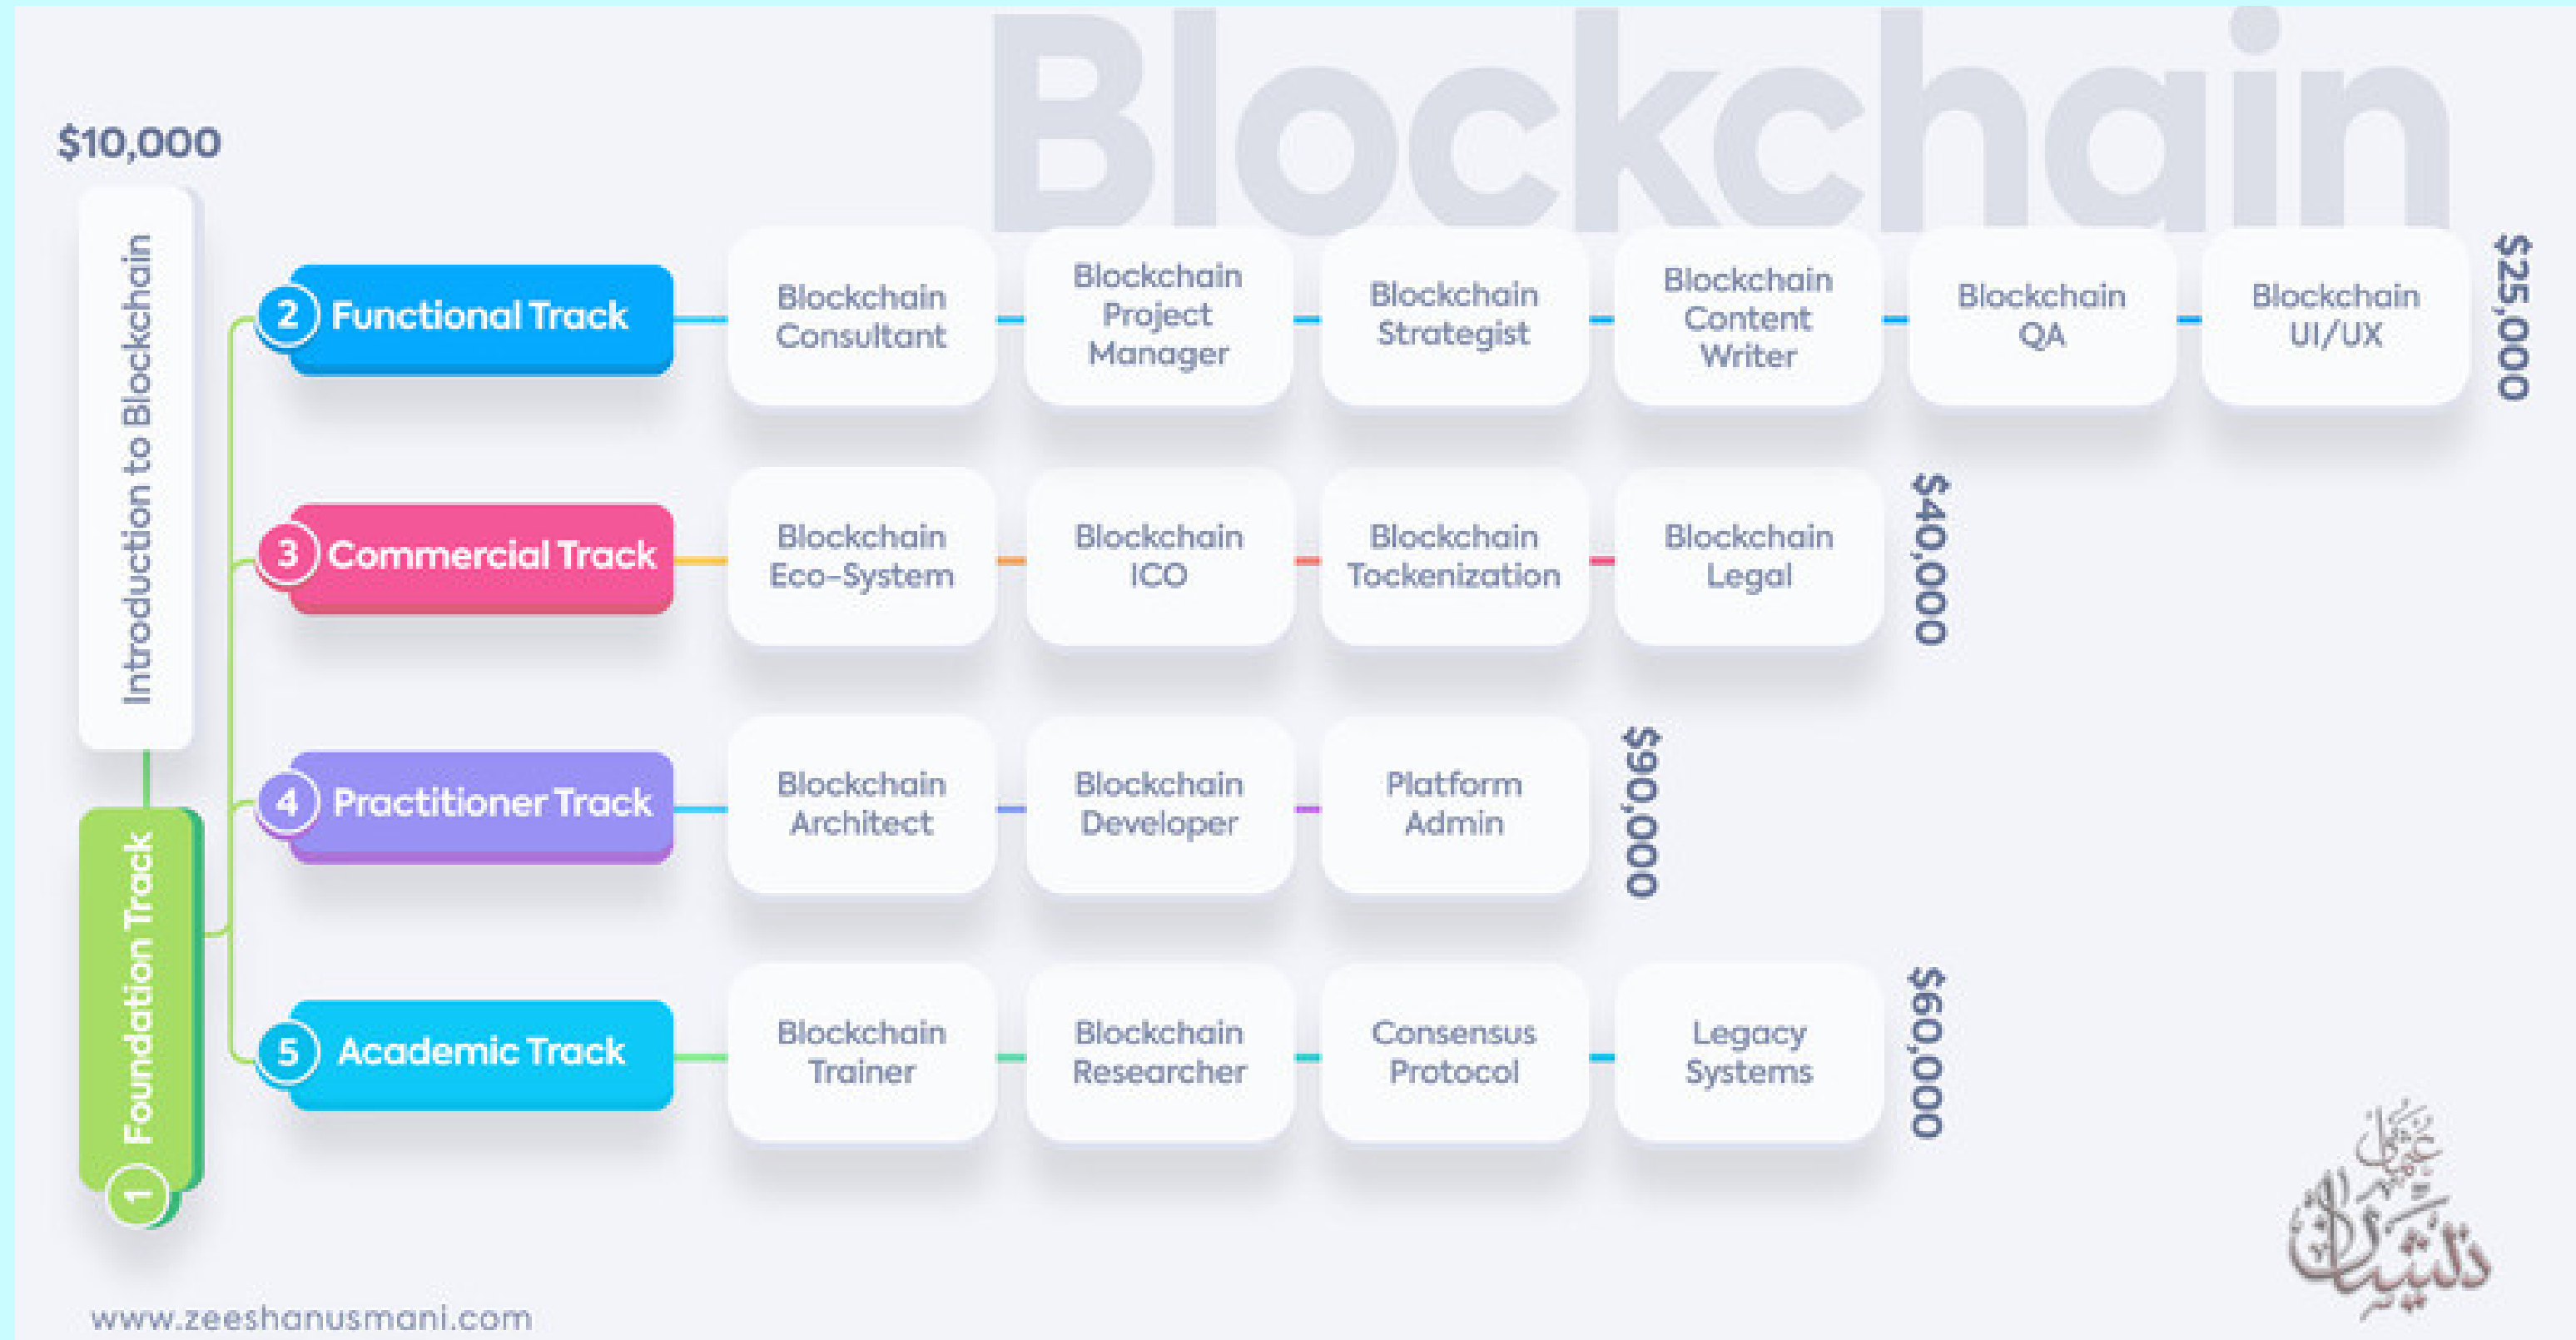 Blockchain
$10,000
Introduction to Blockchain
1 Foundation Track
2 Functional Track
Blockchain
Consultant
Blockchain
Project
Manager
Blockchain
Strategist
Blockchain
Content
Writer
Blockchain
QA
Blockchain
UI/UX
$25,000
3 Commercial Track
Blockchain
Eco-System
Blockchain
ICO
Blockchain
Tockenization
Blockchain
Legal
$40,000
4 Practitioner Track
Blockchain
Architect
Blockchain
Developer
Platform
Admin
$90,000
5 Academic Track
Blockchain
Trainer
Blockchain
Researcher
Consensus
Protocol
Legacy
Systems
$60,000
www.zeeshanusmani.com